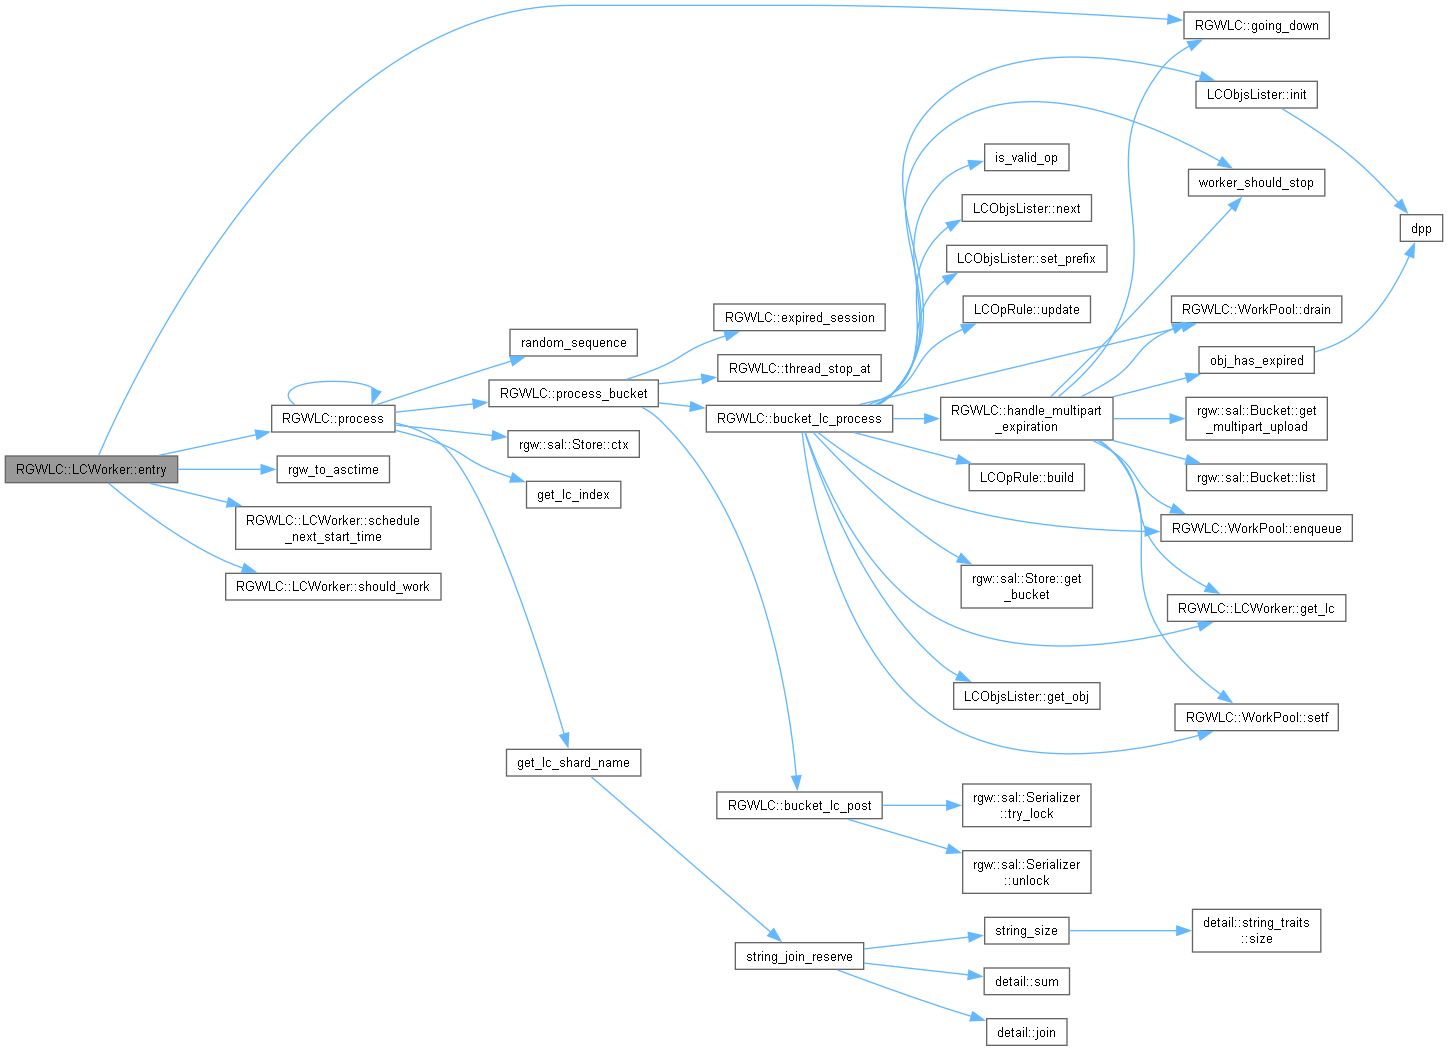 RGWLC::going_down
LCObjsLister::init
is_valid_op
worker_should_stop
LCObjsLister::next
dpp
LCObjsLister::set_prefix
RGWLC::expired_session
LCOpRule::update
RGWLC::WorkPool::drain
random_sequence
obj_has_expired
RGWLC::thread_stop_at
RGWLC::process_bucket
RGWLC::process
RGWLC::bucket_lc_process
RGWLC::handle_multipart
_expiration
rgw::sal::Bucket::get
_multipart_upload
rgw::sal::Store::ctx
RGWLC::LCWorker::entry
rgw_to_asctime
LCOpRule::build
rgw::sal::Bucket::list
get_lc_index
RGWLC::LCWorker::schedule
_next_start_time
RGWLC::WorkPool::enqueue
RGWLC::LCWorker::should_work
rgw::sal::Store::get
_bucket
RGWLC::LCWorker::get_lc
LCObjsLister::get_obj
RGWLC::WorkPool::setf
get_lc_shard_name
RGWLC::bucket_lc_post
rgw::sal::Serializer
::try_lock
rgw::sal::Serializer
::unlock
string_size
detail::string_traits
::size
string_join_reserve
detail::sum
detail::join